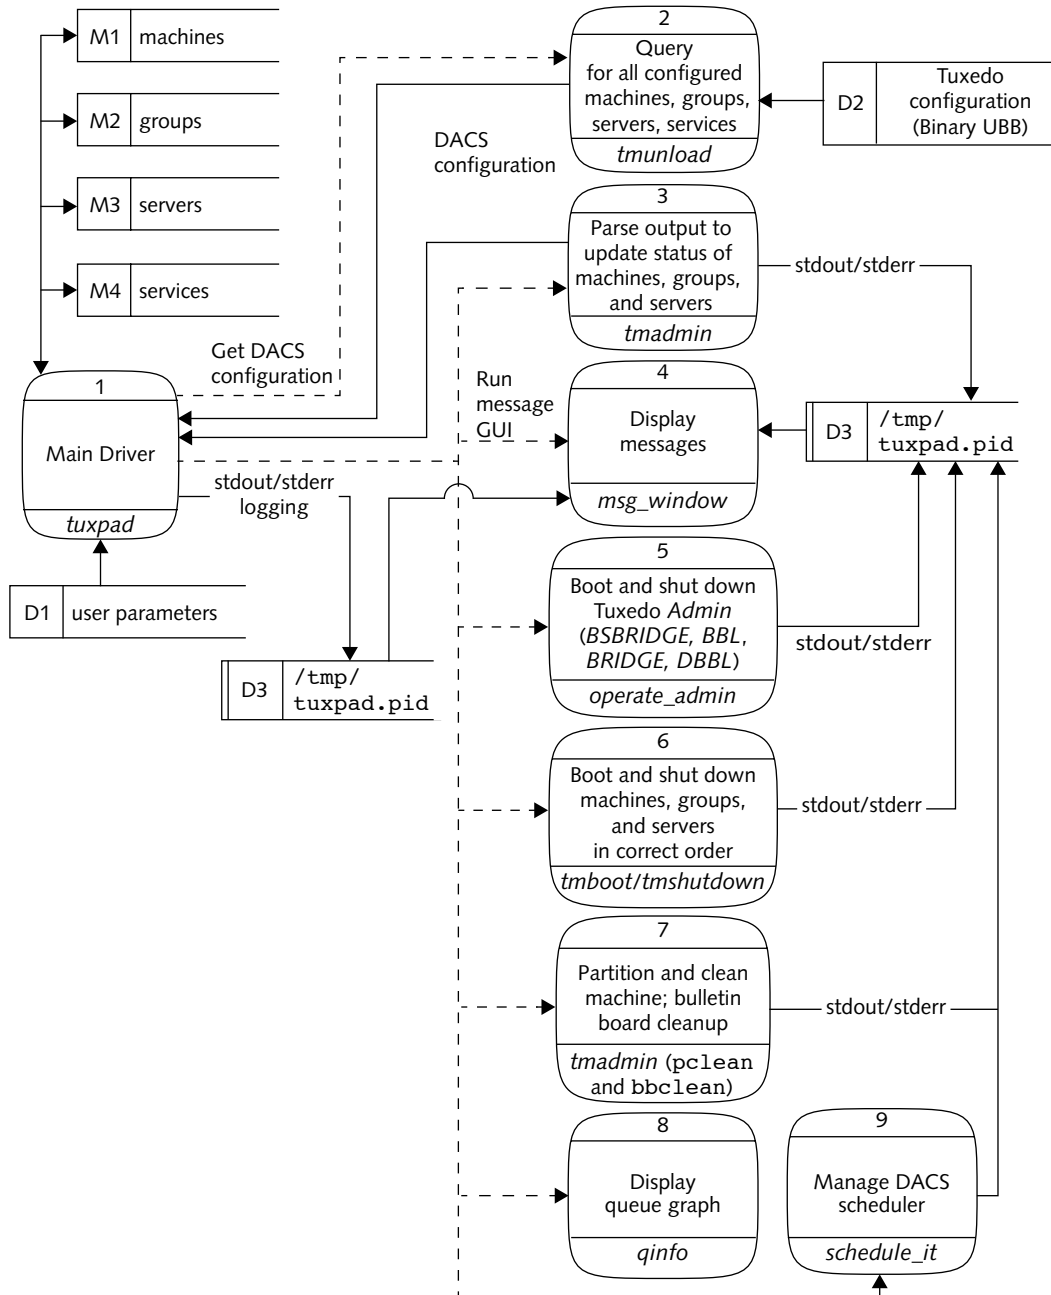 M1 machines
M2 groups
M3 servers
M4 services
Get DACS
configuration
1
Main Driver
tuxpad
stdout/stderr
logging
D1 user parameters
D3 /tmp/
tuxpad.pid
DACS
configuration
Run
message
GUI
2
Query
for all configured
machines, groups,
servers, services
tmunload
D2 Tuxedo
configuration
(Binary UBB)
3
Parse output to
update status of
machines, groups,
and servers
tmadmin
stdout/stderr
4
Display
messages
msg_window
D3 /tmp/
tuxpad.pid
5
Boot and shut down
Tuxedo Admin
(BSBRIDGE, BBL,
BRIDGE, DBBL)
operate_admin
stdout/stderr
6
Boot and shut down
machines, groups,
and servers
in correct order
tmboot/tmshutdown
stdout/stderr
7
Partition and clean
machine; bulletin
board cleanup
tmadmin (pclean
and bbclean)
stdout/stderr
8
Display
queue graph
qinfo
9
Manage DACS
scheduler
schedule_it